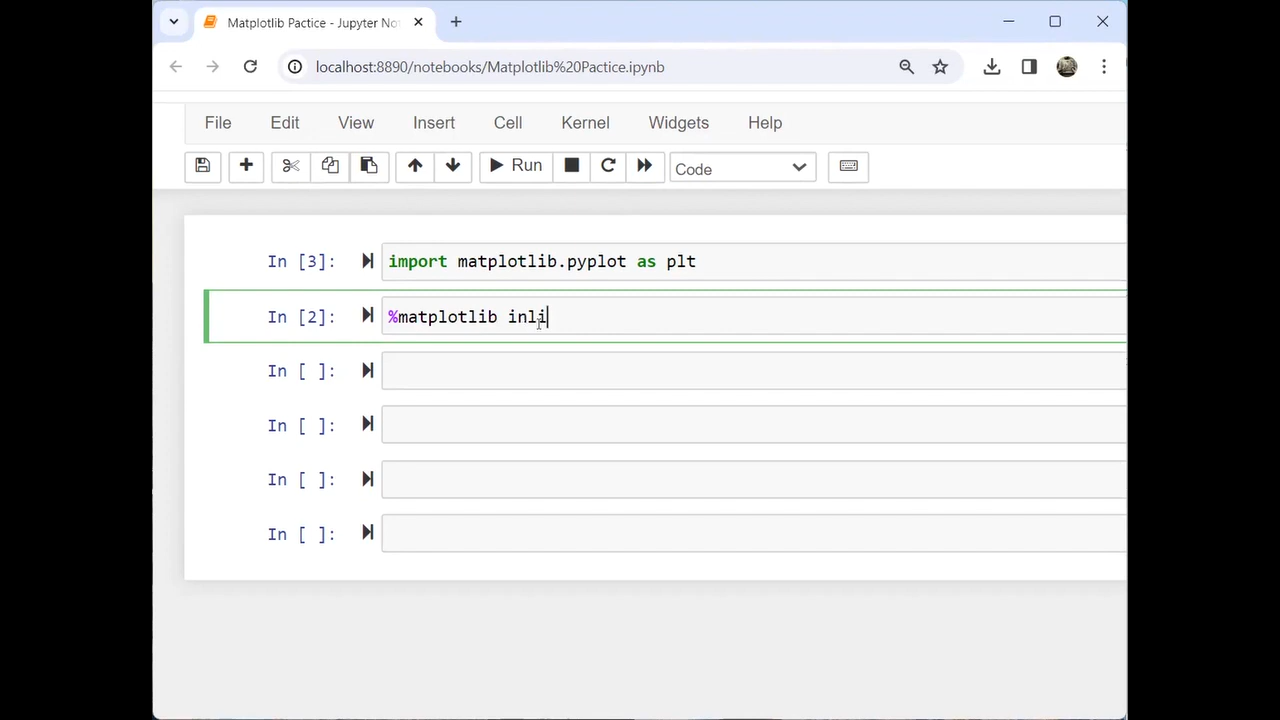 Matplotlib Pactice - Jupyter No
localhost:8890/notebooks/Matplotlib%20Pactice.ipynb
File Edit View Insert Cell Kernel Widgets Help
Run Code
In [3]: import matplotlib.pyplot as plt
In [2]: %matplotlib inli
In [ ]:
In [ ]:
In [ ]:
In [ ]: